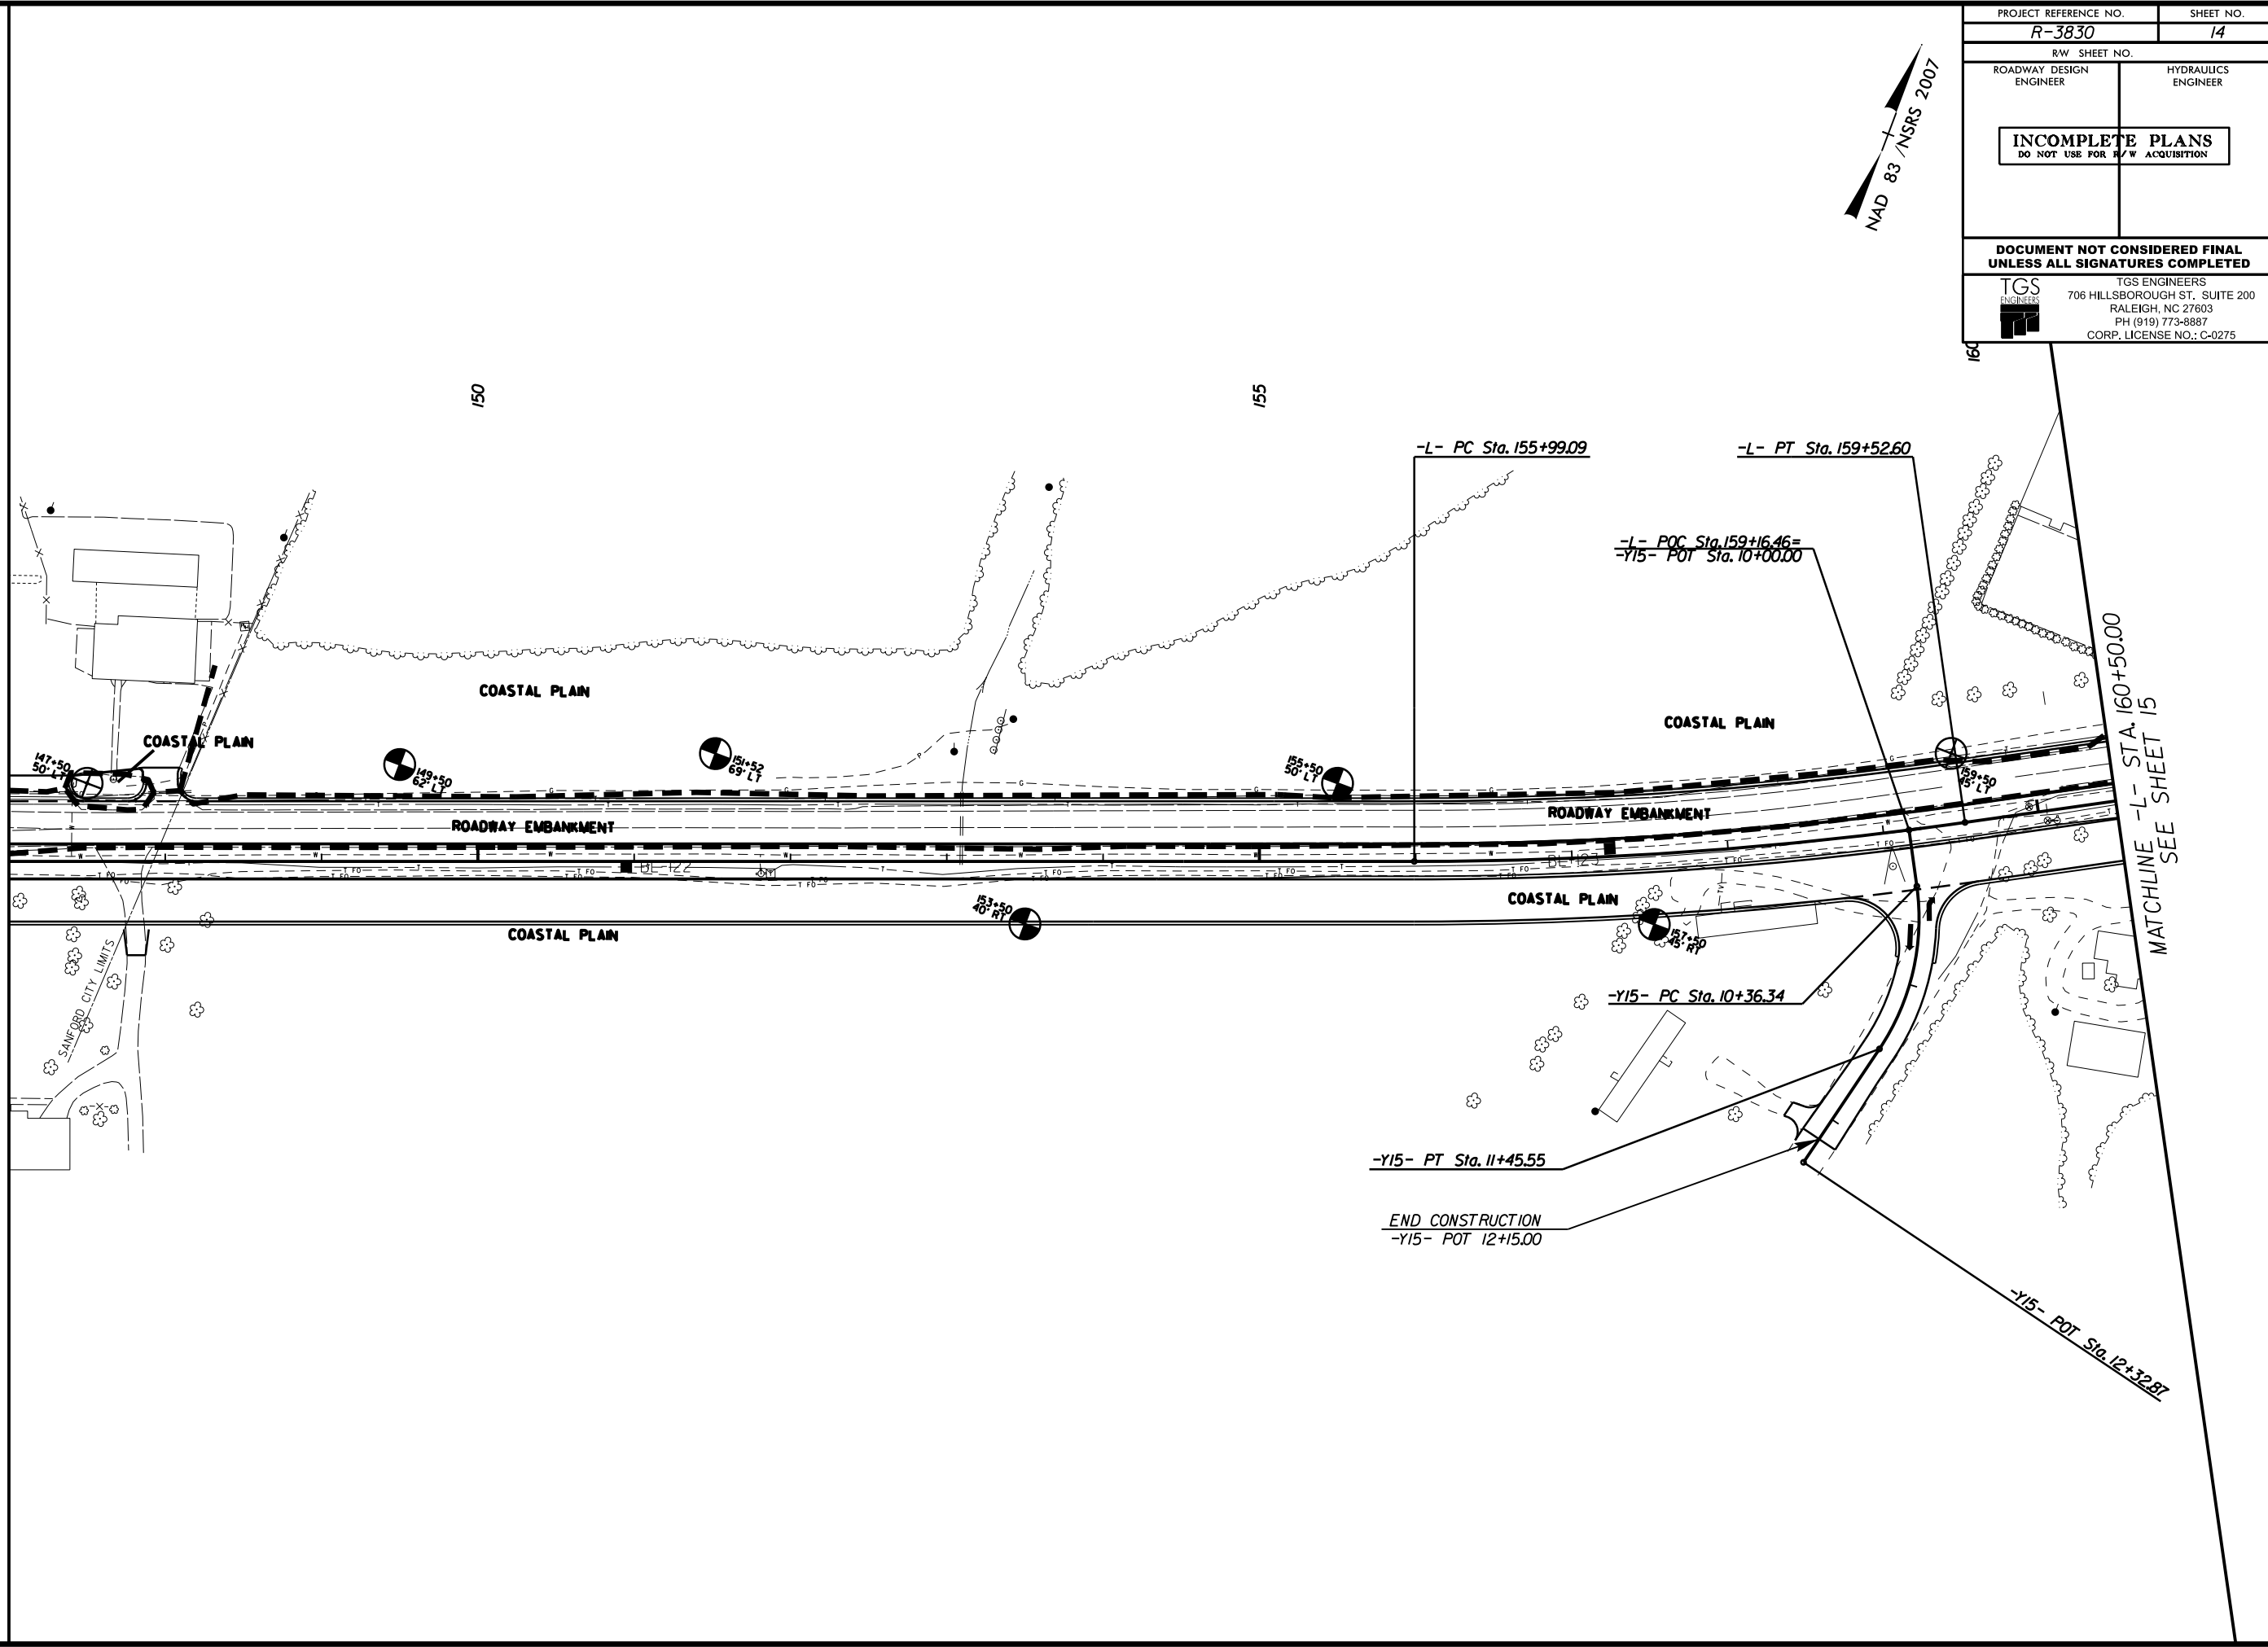 PROJECT REFERENCE NO.
SHEET NO.
R-3830
14
RW SHEET NO.
ROADWAY DESIGN
ENGINEER
HYDRAULICS
ENGINEER
INCOMPLETE PLANS
DO NOT USE FOR R/W ACQUISITION
DOCUMENT NOT CONSIDERED FINAL
UNLESS ALL SIGNATURES COMPLETED
TGS
ENGINEERS
TGS ENGINEERS
706 HILLSBOROUGH ST. SUITE 200
RALEIGH, NC 27603
PH (919) 773-8887
CORP. LICENSE NO.: C-0275
NAD 83 /NSRS 2007
150
155
160
-L- PC Sta. 155+99.09
-L- PT Sta. 159+52.60
-L- POC Sta. 159+16.46=
-Y15- POT Sta. 10+00.00
COASTAL PLAIN
COASTAL PLAIN
COASTAL PLAIN
147+50
50' LT
149+50
62' LT
151+52
69' LT
155+50
50' LT
159+50
45' LT
ROADWAY EMBANKMENT
ROADWAY EMBANKMENT
BL-122
BL-123
153+50
40' RT
157+50
45' RT
COASTAL PLAIN
COASTAL PLAIN
SANFORD CITY LIMITS
-Y15- PC Sta. 10+36.34
-Y15- PT Sta. 11+45.55
END CONSTRUCTION
-Y15- POT 12+15.00
-Y15- POT Sta. 12+32.87
MATCHLINE -L- STA. 160+50.00
SEE SHEET 15